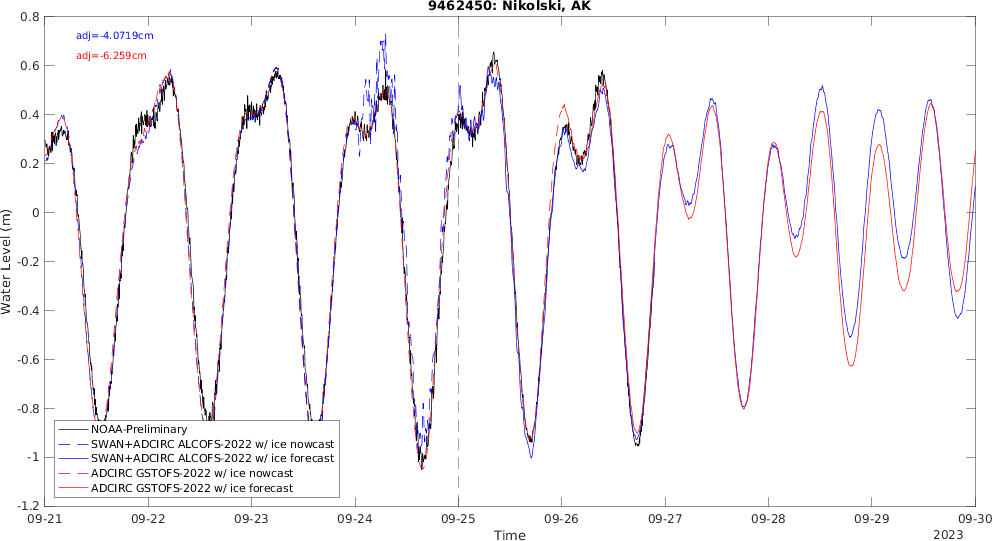 9462450: Nikolski, AK
adj=-4.0719cm
adj=-6.259cm
Water Level (m)
0.8
0.6
0.4
0.2
0
-0.2
-0.4
-0.6
-0.8
-1
-1.2
NOAA-Preliminary
SWAN+ADCIRC ALCOFS-2022 w/ ice nowcast
SWAN+ADCIRC ALCOFS-2022 w/ ice forecast
ADCIRC GSTOFS-2022 w/ ice nowcast
ADCIRC GSTOFS-2022 w/ ice forecast
09-21 09-22 09-23 09-24 09-25 09-26 09-27 09-28 09-29 09-30
Time
2023